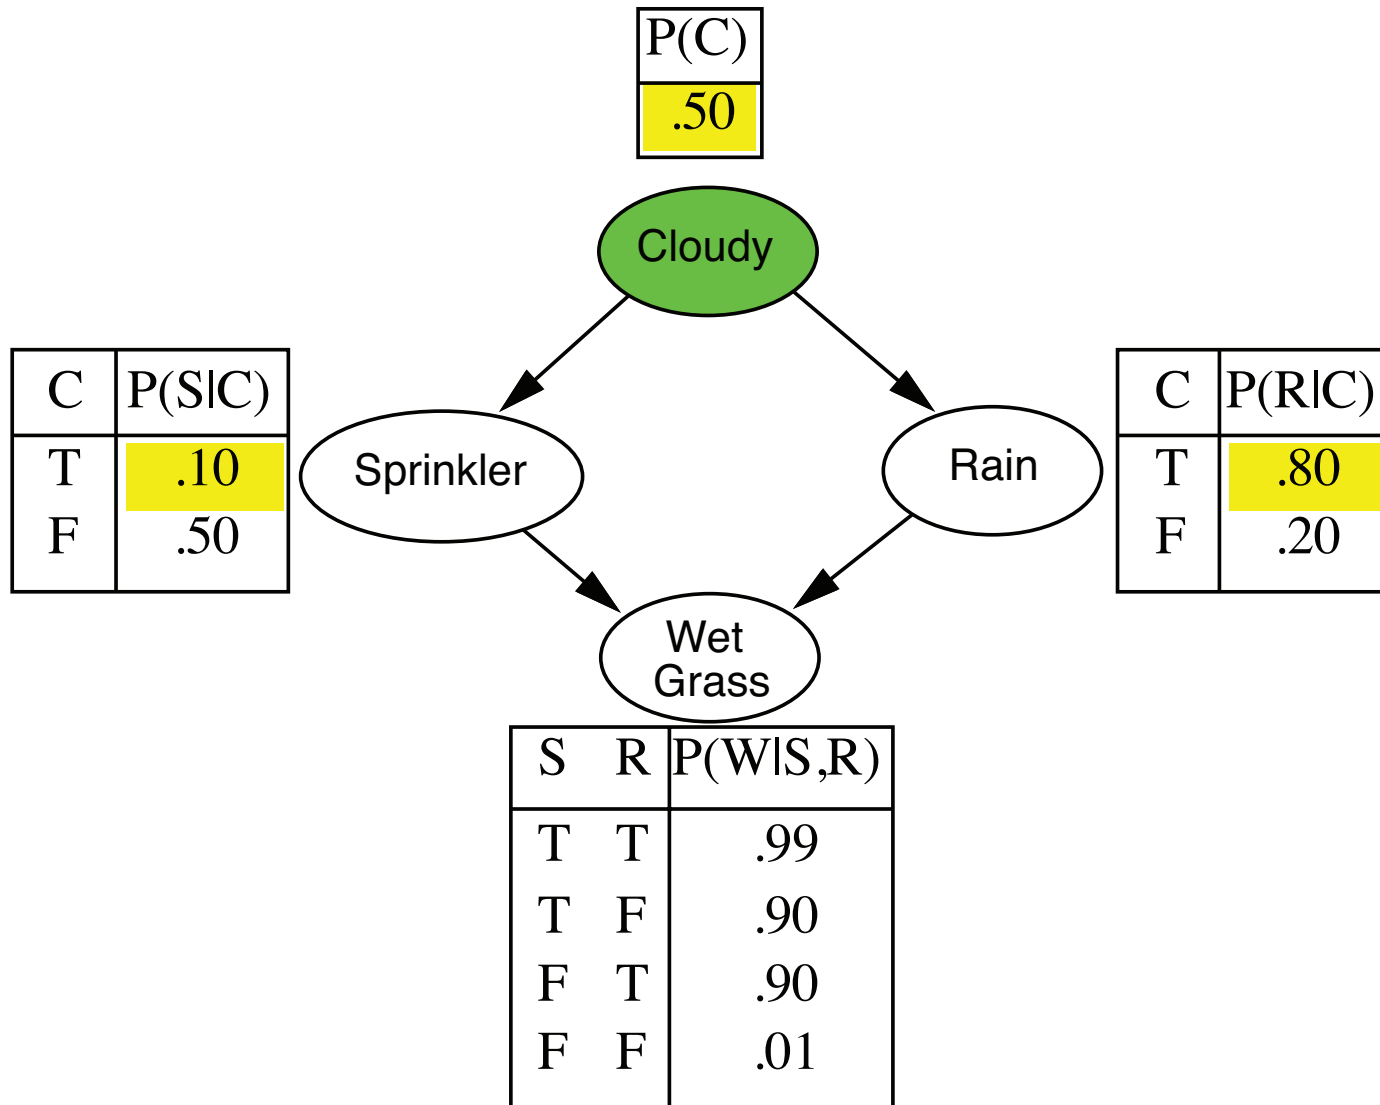 P(C)
.50
Cloudy
C P(S|C)
T .10
F .50
Sprinkler
Rain
C P(R|C)
T .80
F .20
Wet
Grass
S R P(W|S,R)
T T .99
T F .90
F T .90
F F .01